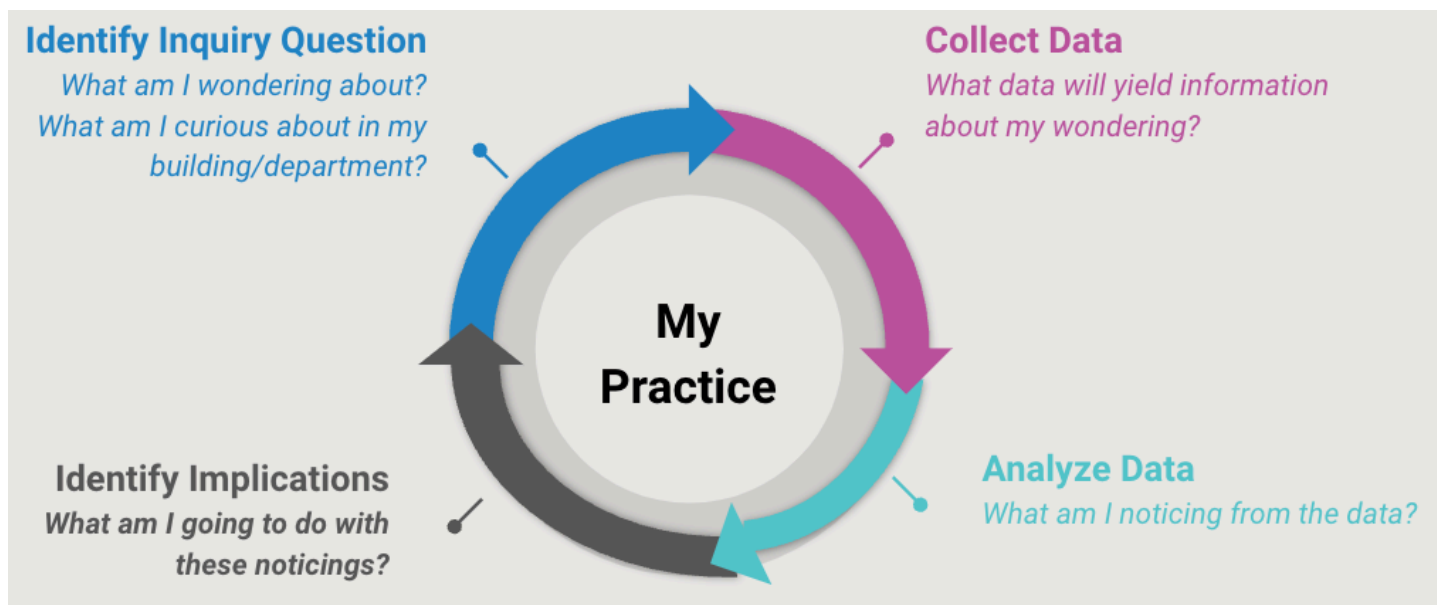 Identify Inquiry Question
What am I wondering about?
What am I curious about in my
building/department?
Collect Data
What data will yield information
about my wondering?
My
Practice
Identify Implications
What am I going to do with
these noticings?
Analyze Data
What am I noticing from the data?